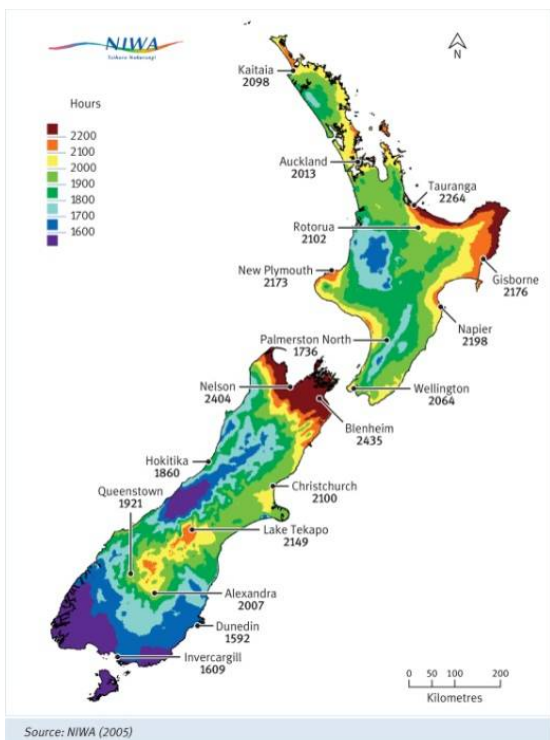 NIWA
Taihoro Nukurangi
N
Kaitaia
2098
Hours
2200
2100
2000
1900
1800
1700
1600
Auckland
2013
Tauranga
2264
Rotorua
2102
New Plymouth
2173
Gisborne
2176
Napier
2198
Palmerston North
1736
Nelson
2404
Wellington
2064
Blenheim
2435
Hokitika
1860
Christchurch
2100
Queenstown
1921
Lake Tekapo
2149
Alexandra
2007
Dunedin
1592
Invercargill
1609
0 100 200
Kilometres
Source: NIWA (2005)